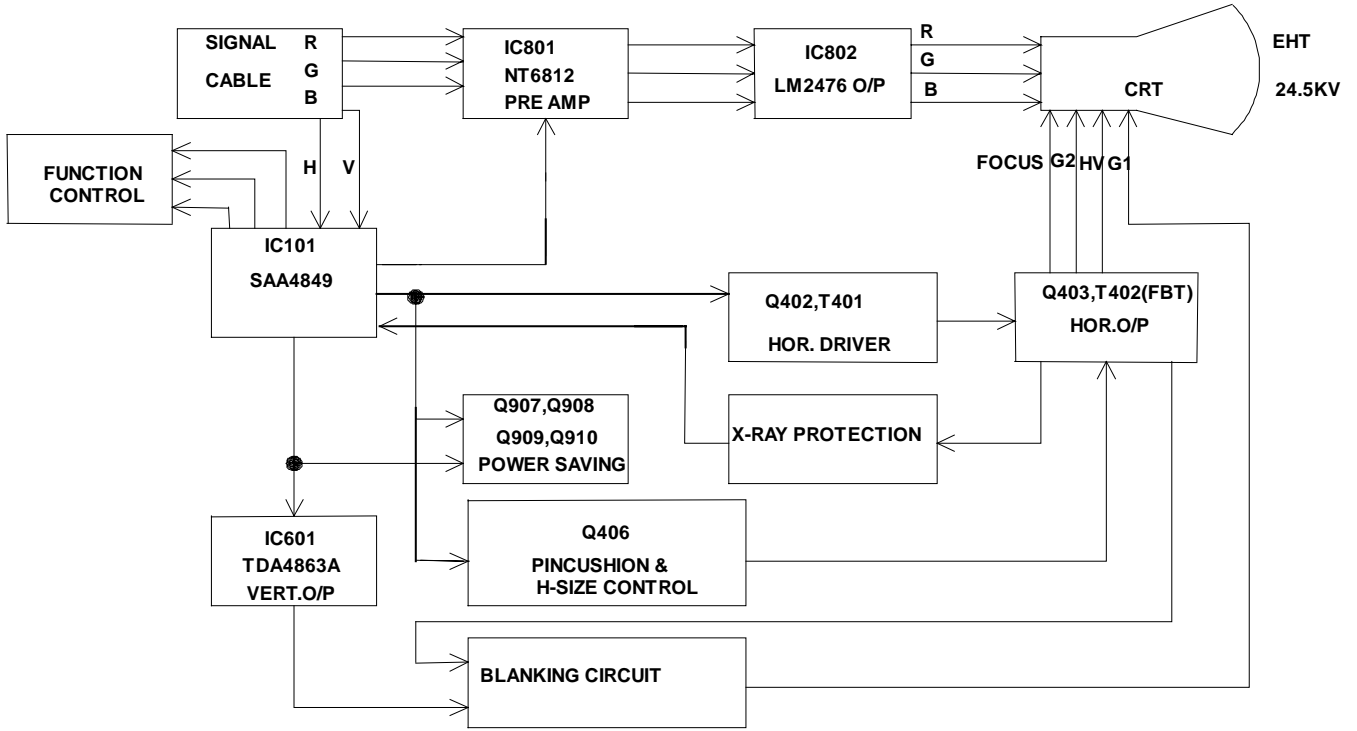 SIGNAL
CABLE
R
G
B
IC801
NT6812
PRE AMP
IC802
LM2476 O/P
R
G
B
CRT
EHT
24.5KV
FUNCTION
CONTROL
H
V
FOCUS
G2
HV
G1
IC101
SAA4849
Q402,T401
HOR. DRIVER
Q403,T402(FBT)
HOR.O/P
Q907,Q908
Q909,Q910
POWER SAVING
X-RAY PROTECTION
IC601
TDA4863A
VERT.O/P
Q406
PINCUSHION &
H-SIZE CONTROL
BLANKING CIRCUIT